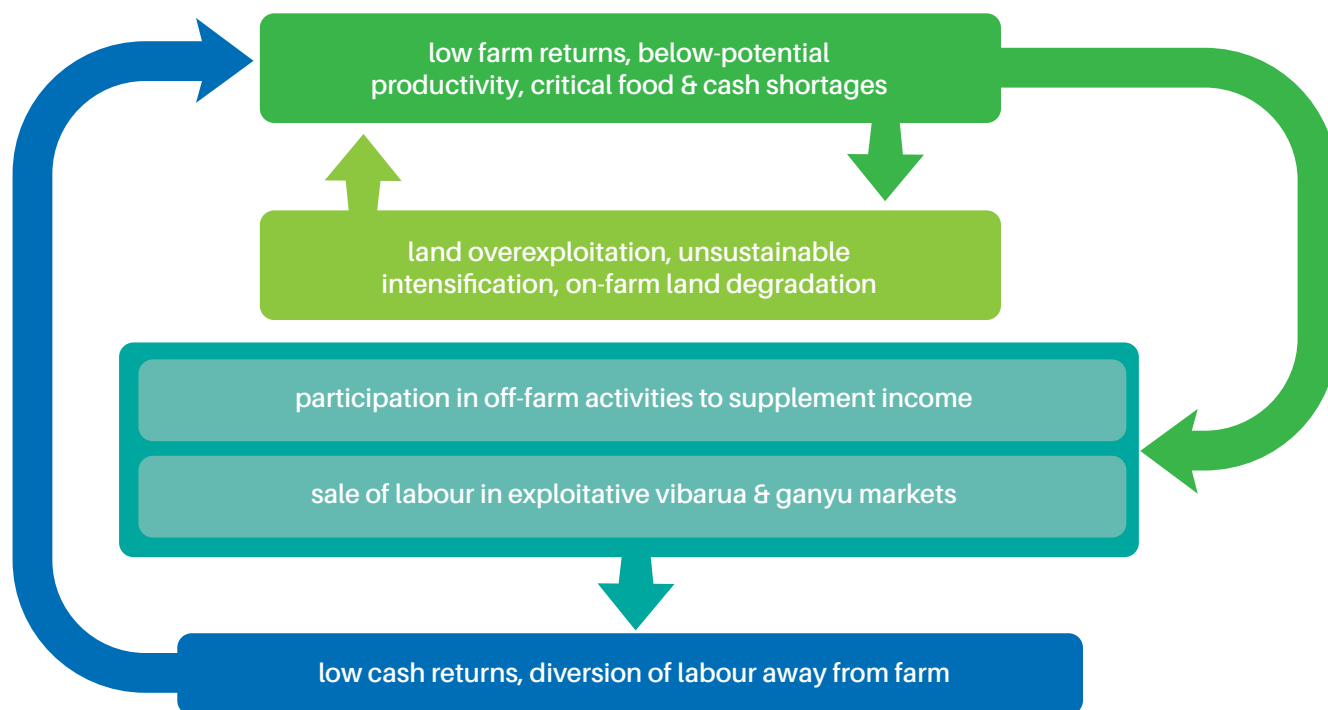 low farm returns, below-potential
productivity, critical food & cash shortages
land overexploitation, unsustainable
intensification, on-farm land degradation
participation in off-farm activities to supplement income
sale of labour in exploitative vibarua & ganyu markets
low cash returns, diversion of labour away from farm